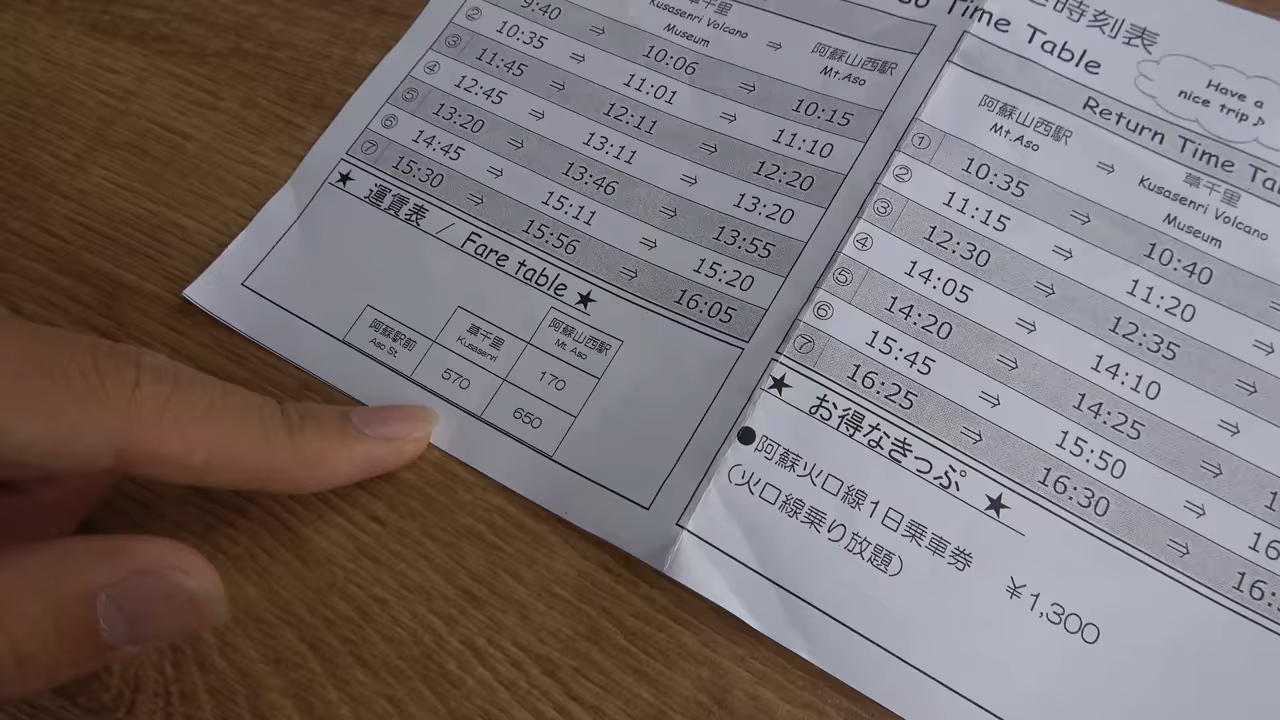 草千里
Kusasenri Volcano
Museum
⇒
阿蘇山西駅
Mt.Aso
9:40 ⇒ 10:06 ⇒ 10:15
② 10:35 ⇒ 11:01 ⇒ 11:10
③ 11:45 ⇒ 12:11 ⇒ 12:20
④ 12:45 ⇒ 13:11 ⇒ 13:20
⑤ 13:20 ⇒ 13:46 ⇒ 13:55
⑥ 14:45 ⇒ 15:11 ⇒ 15:20
⑦ 15:30 ⇒ 15:56 ⇒ 16:05
★ 運賃表 / Fare table ★
阿蘇駅前
Aso St.
草千里
Kusasenri
阿蘇山西駅
Mt. Aso
570 170
650
時刻表
Time Table
Have a
nice trip♪
Return Time
阿蘇山西駅
Mt.Aso
⇒
草千里
Kusasenri Volcano
Museum
① 10:35 ⇒ 10:40
② 11:15 ⇒ 11:20 ⇒
③ 12:30 ⇒ 12:35 ⇒
④ 14:05 ⇒ 14:10 ⇒
⑤ 14:20 ⇒ 14:25 ⇒
⑥ 15:45 ⇒ 15:50 ⇒
⑦ 16:25 ⇒ 16:30 ⇒
★ お得なきっぷ ★
●阿蘇火口線1日乗車券 ¥1,300
(火口線乗り放題)